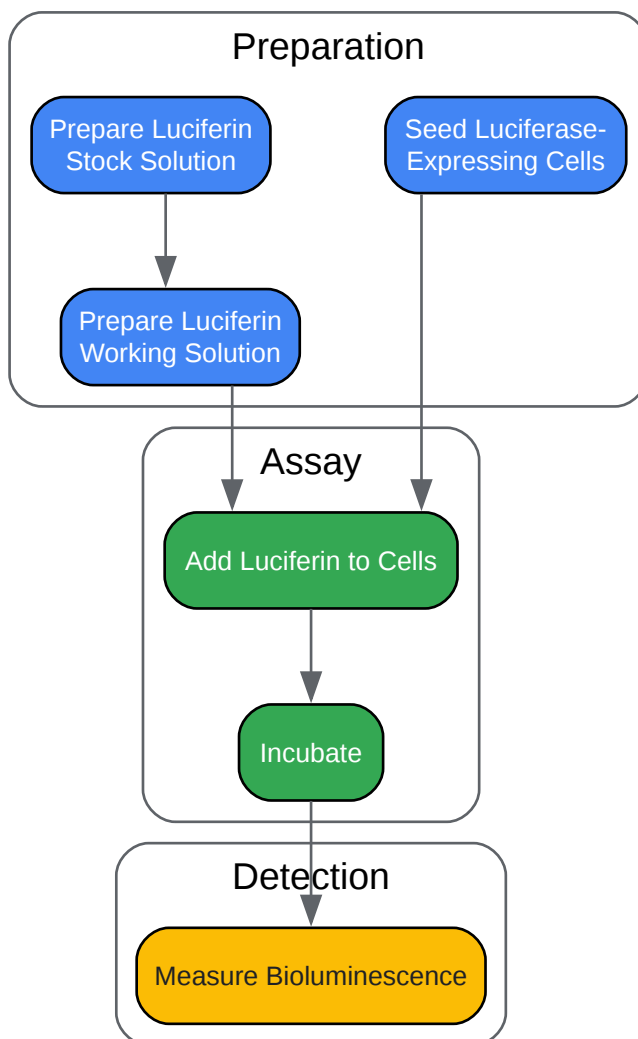 Preparation
Prepare Luciferin
Stock Solution
Seed Luciferase-
Expressing Cells
Prepare Luciferin
Working Solution
Assay
Add Luciferin to Cells
Incubate
Detection
Measure Bioluminescence